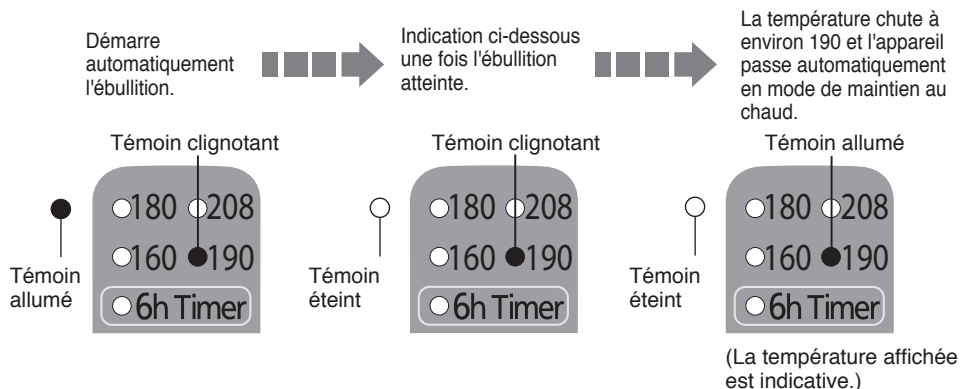 Démarre
automatiquement
l'ébullition.
Indication ci-dessous
une fois l'ébullition
atteinte.
La température chute à
environ 190 et l'appareil
passe automatiquement
en mode de maintien au
chaud.
Témoin clignotant
180 208
160 190
6h Timer
Témoin
allumé
Témoin clignotant
180 208
160 190
6h Timer
Témoin
éteint
Témoin allumé
180 208
160 190
6h Timer
Témoin
éteint
(La température affichée
est indicative.)